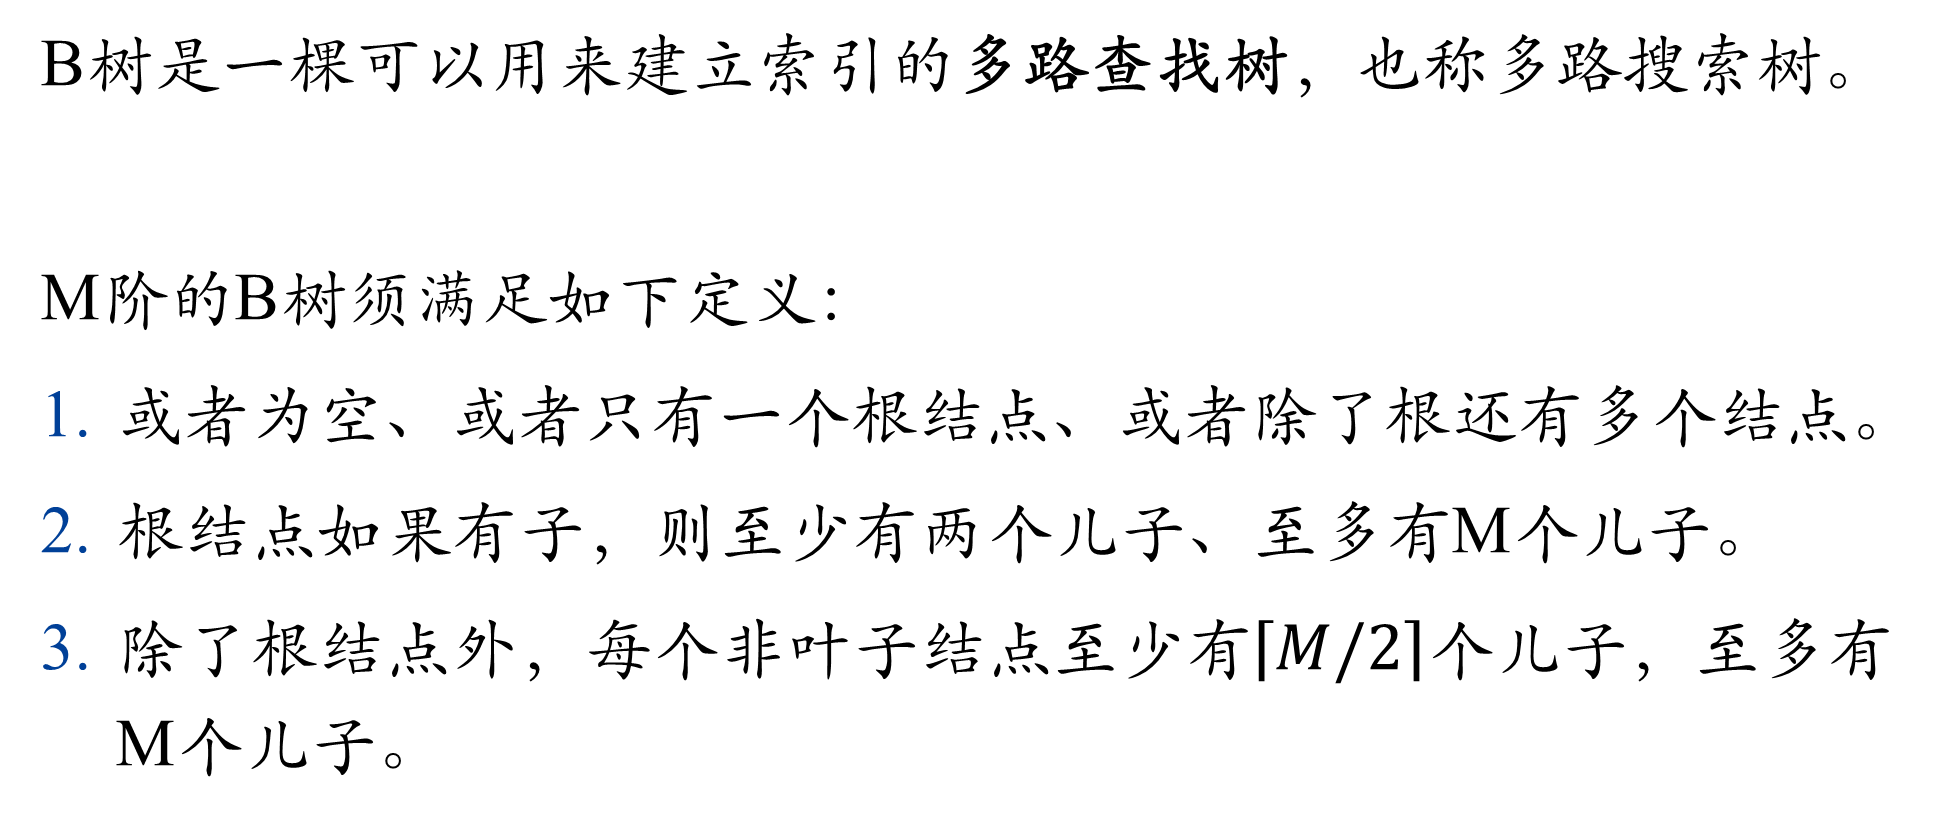 B树是一棵可以用来建立索引的多路查找树，也称多路搜索树。
M阶的B树须满足如下定义：
1. 或者为空、或者只有一个根结点、或者除了根还有多个结点。
2. 根结点如果有子，则至少有两个儿子、至多有M个儿子。
3. 除了根结点外，每个非叶子结点至少有⌈M/2⌉个儿子，至多有
M个儿子。